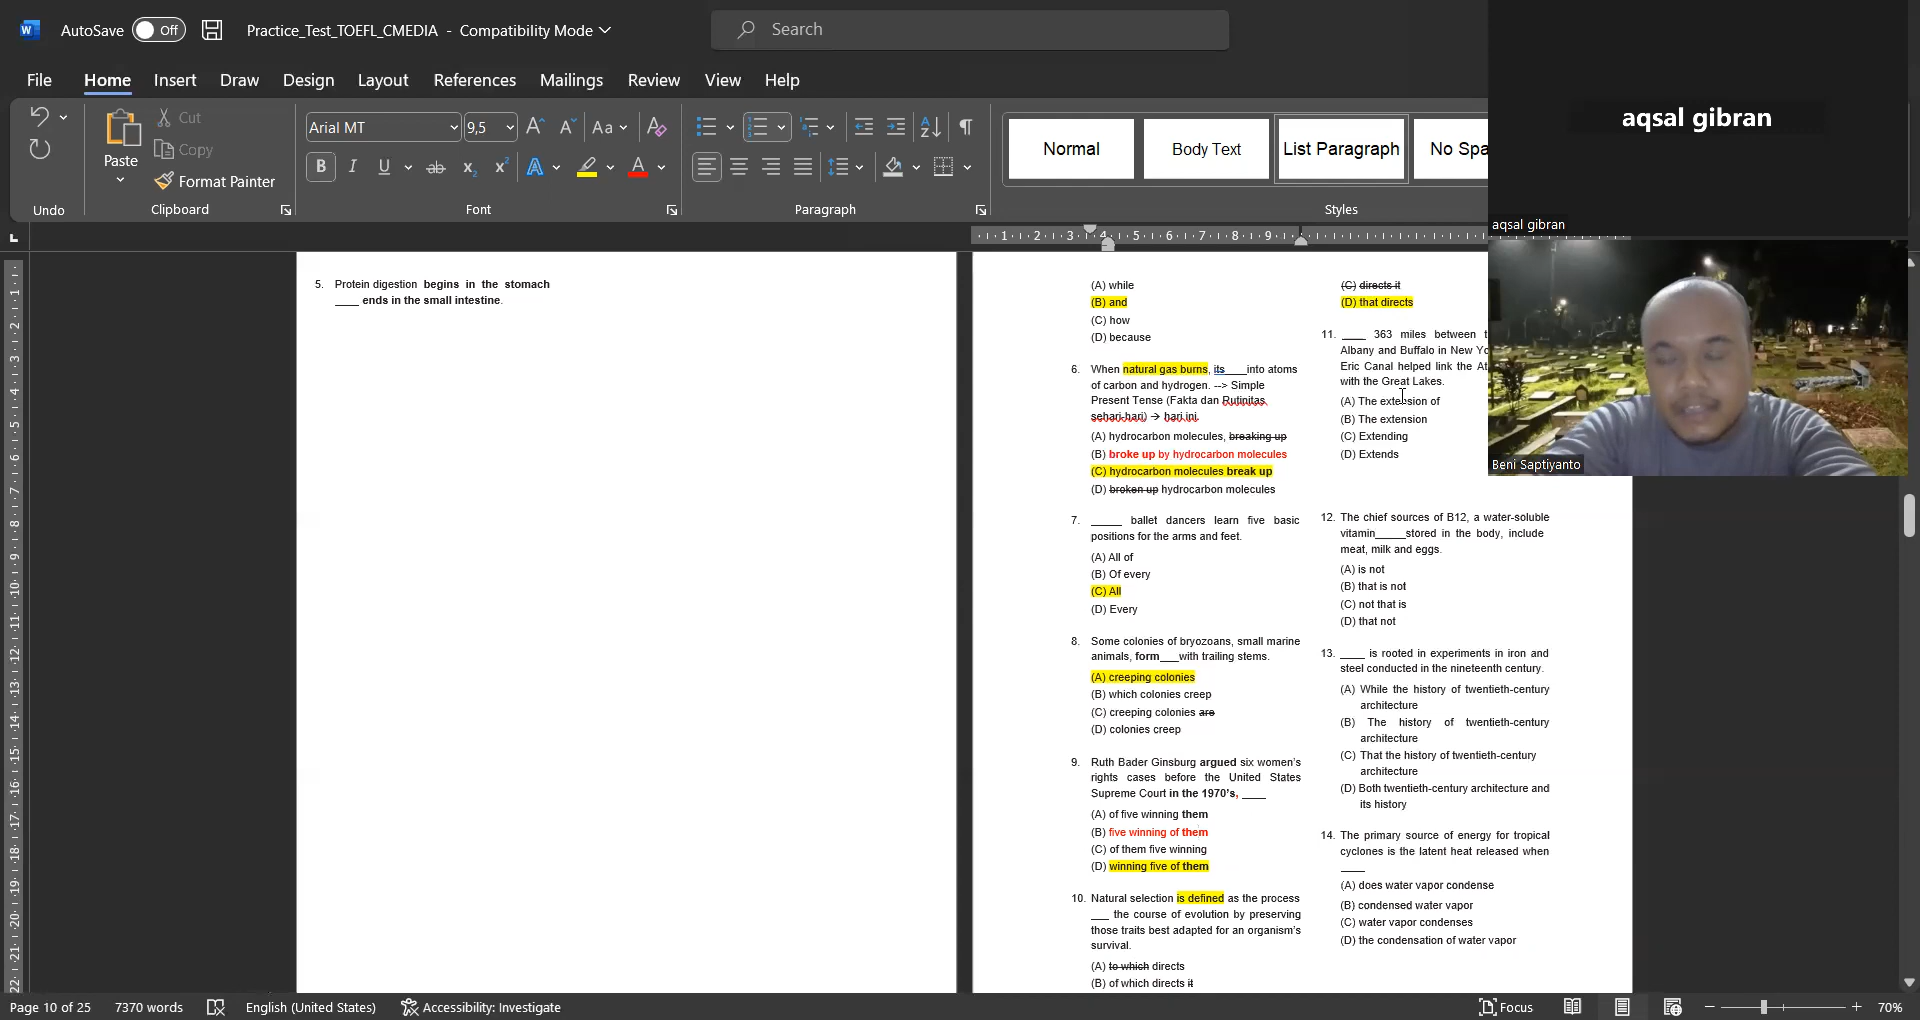 AutoSave Off Practice_Test_TOEFL_CMEDIA - Compatibility Mode Search
File Home Insert Draw Design Layout References Mailings Review View Help
Paste
Cut
Copy
Format Painter
Arial MT 9,5
Normal Body Text List Paragraph No Spa
Undo Clipboard Font Paragraph Styles
aqsal gibran
aqsal gibran
Beni Saptiyanto
5. Protein digestion begins in the stomach
____ ends in the small intestine.
(A) while
(B) and
(C) how
(D) because
6. When natural gas burns, its____into atoms
of carbon and hydrogen. --> Simple
Present Tense (Fakta dan Rutinitas
sehari-hari) → hari ini.
(A) hydrocarbon molecules, breaking up
(B) broke up by hydrocarbon molecules
(C) hydrocarbon molecules break up
(D) broken up hydrocarbon molecules
7. _____ ballet dancers learn five basic
positions for the arms and feet.
(A) All of
(B) Of every
(C) All
(D) Every
8. Some colonies of bryozoans, small marine
animals, form___with trailing stems.
(A) creeping colonies
(B) which colonies creep
(C) creeping colonies are
(D) colonies creep
9. Ruth Bader Ginsburg argued six women's
rights cases before the United States
Supreme Court in the 1970's, ____
(A) of five winning them
(B) five winning of them
(C) of them five winning
(D) winning five of them
10. Natural selection is defined as the process
___ the course of evolution by preserving
those traits best adapted for an organism's
survival.
(A) to which directs
(B) of which directs it
(C) directs it
(D) that directs
11. ____ 363 miles between t
Albany and Buffalo in New Yo
Eric Canal helped link the At
with the Great Lakes.
(A) The extension of
(B) The extension
(C) Extending
(D) Extends
12. The chief sources of B12, a water-soluble
vitamin_____stored in the body, include
meat, milk and eggs.
(A) is not
(B) that is not
(C) not that is
(D) that not
13. ____ is rooted in experiments in iron and
steel conducted in the nineteenth century.
(A) While the history of twentieth-century
architecture
(B) The history of twentieth-century
architecture
(C) That the history of twentieth-century
architecture
(D) Both twentieth-century architecture and
its history
14. The primary source of energy for tropical
cyclones is the latent heat released when
____
(A) does water vapor condense
(B) condensed water vapor
(C) water vapor condenses
(D) the condensation of water vapor
Page 10 of 25 7370 words English (United States) Accessibility: Investigate Focus 70%